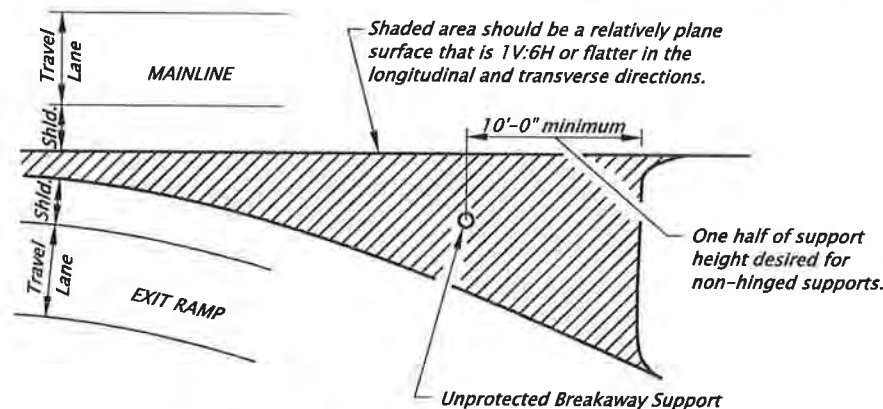 Travel
Lane
MAINLINE
Shld.
Shaded area should be a relatively plane
surface that is 1V:6H or flatter in the
longitudinal and transverse directions.
10'-0" minimum
Shld.
Travel
Lane
EXIT RAMP
One half of support
height desired for
non-hinged supports.
Unprotected Breakaway Support